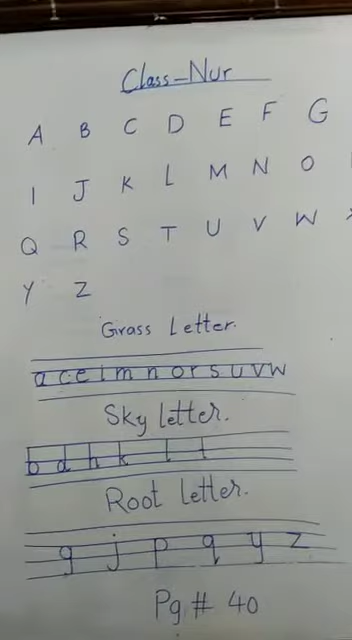 Class-Nur
A B C D E F G
I J K L M N O
Q R S T U V W
Y Z
Grass Letter.
a c e i m n o r s u v w
Sky letter.
b d h k l t
Root letter.
g j p q y z
Pg # 40